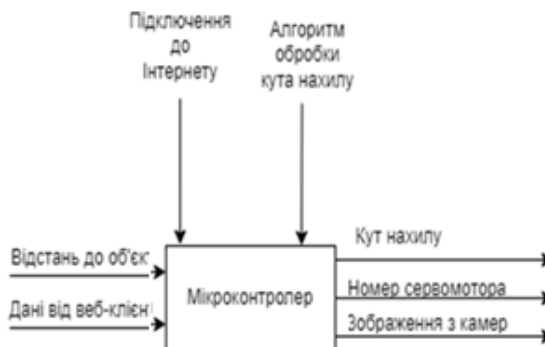 Підключення
до
Інтернету
Алгоритм
обробки
кута нахилу
Відстань до об'єк
Дані від веб-клієн
Мікроконтролер
Кут нахилу
Номер сервомотора
Зображення з камер